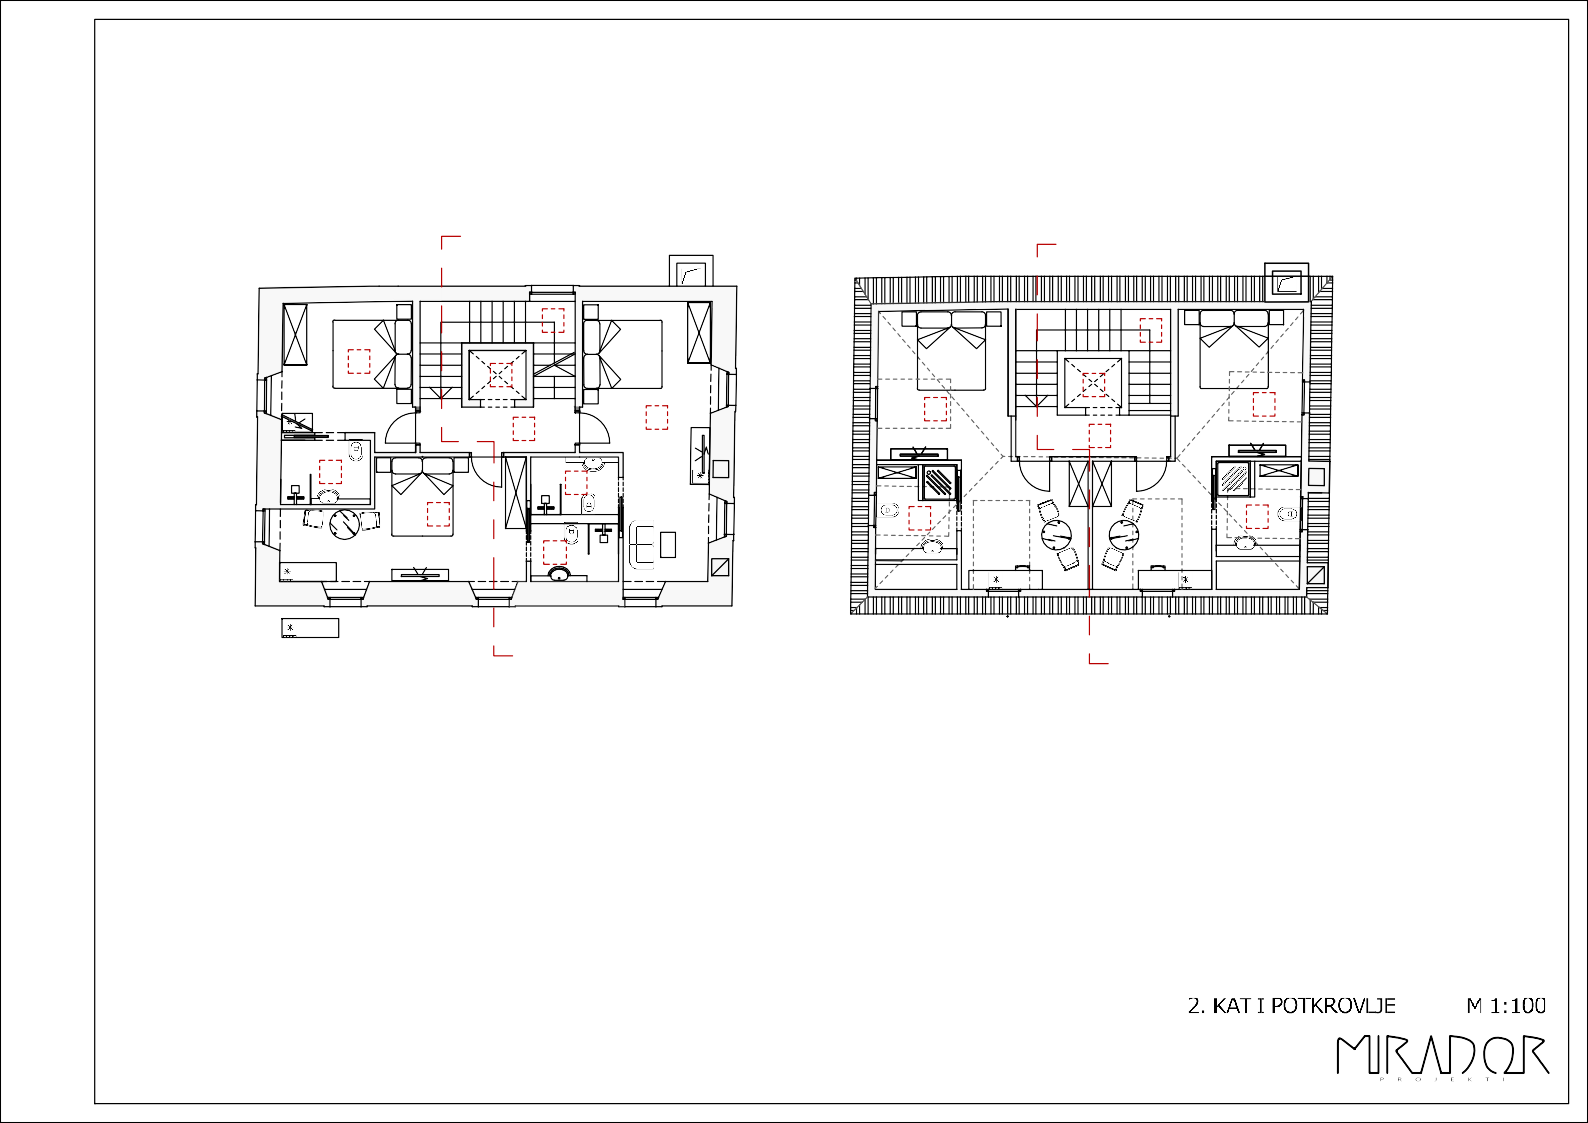 2. KAT I POTKROVLJE M 1:100
MIRADOR
PROJEKTI